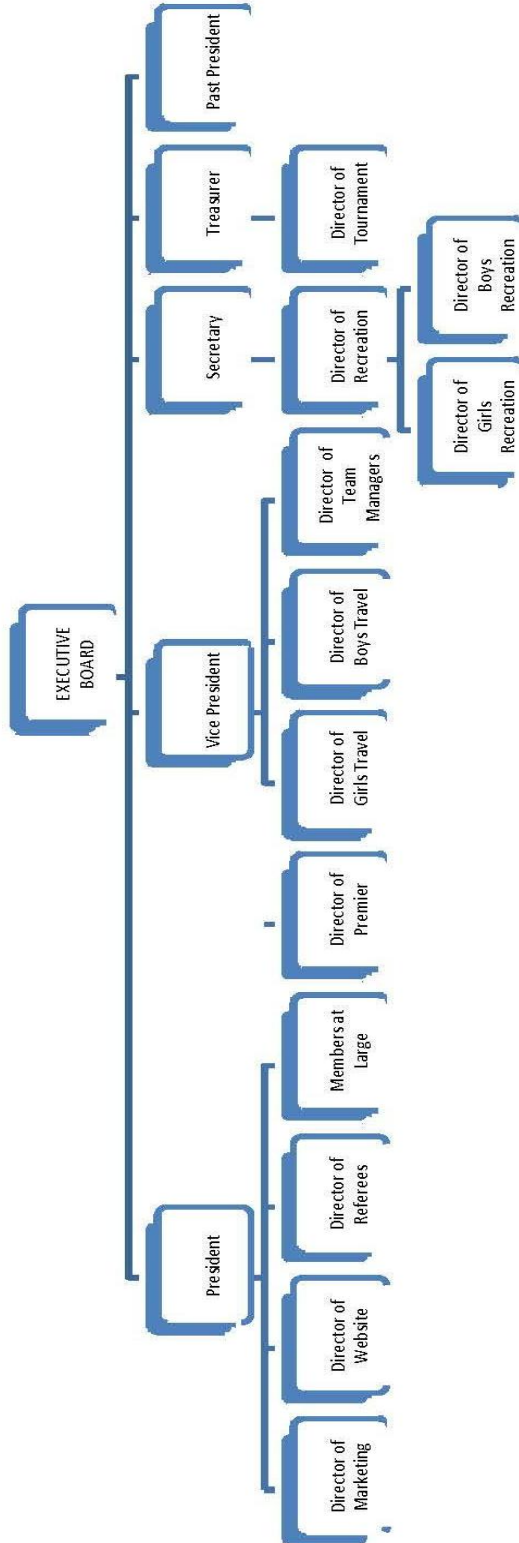 EXECUTIVE
BOARD
President
Vice President
Secretary
Treasurer
Past President
Director of
Marketing
Director of
Website
Director of
Referees
Members at
Large
Director of
Premier
Director of
Girls Travel
Director of
Boys Travel
Director of
Team
Managers
Director of
Recreation
Director of
Tournament
Director of
Girls
Recreation
Director of
Boys
Recreation